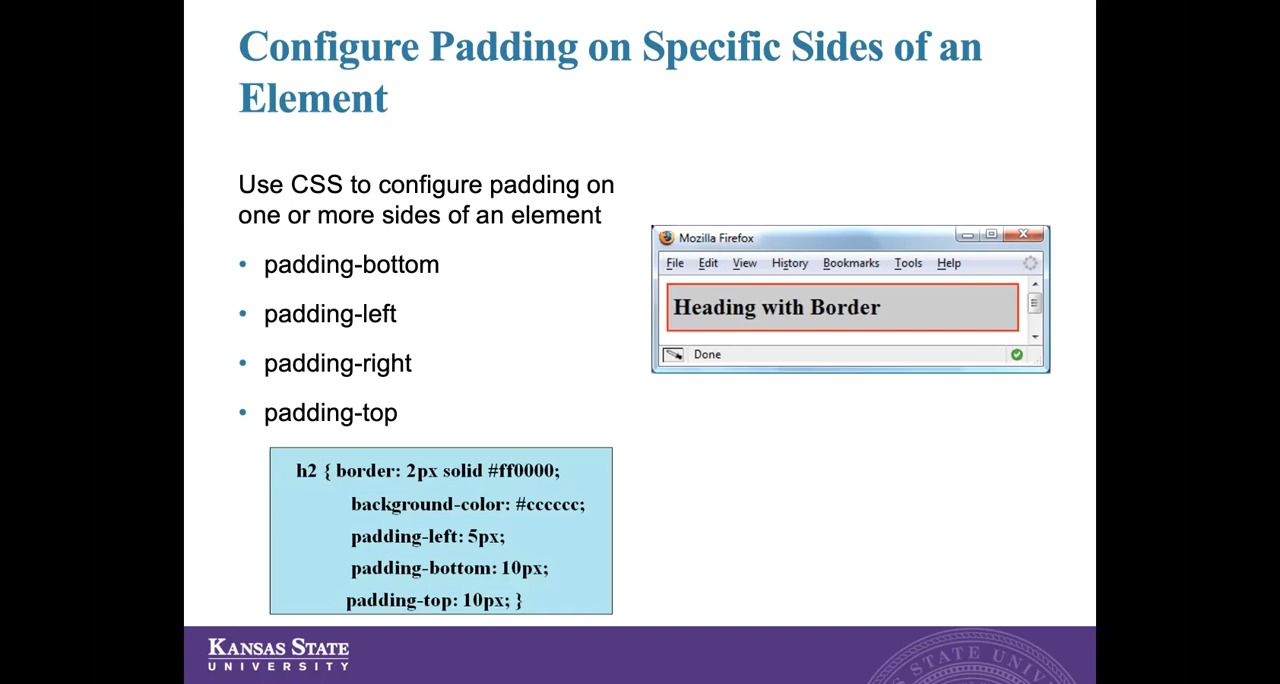 Configure Padding on Specific Sides of an
Element
Use CSS to configure padding on
one or more sides of an element
• padding-bottom
• padding-left
• padding-right
• padding-top
h2 { border: 2px solid #ff0000;
background-color: #cccccc;
padding-left: 5px;
padding-bottom: 10px;
padding-top: 10px; }
Mozilla Firefox
File Edit View History Bookmarks Tools Help
Heading with Border
Done
KANSAS STATE
UNIVERSITY
STATE UNIV